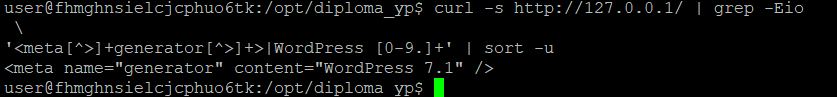 user@fhmghnsielcjcphuo6tk:/opt/diploma_yp$ curl -s http://127.0.0.1/ | grep -Eio
 \
'<meta[^>]+generator[^>]+>|WordPress [0-9.]+' | sort -u
<meta name="generator" content="WordPress 7.1" />
user@fhmghnsielcjcphuo6tk:/opt/diploma_yp$